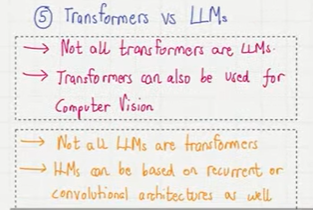 ⑤ Transformers vs LLMs
→ Not all transformers are LLMs.
→ Transformers can also be used for
Computer Vision
→ Not all LLMs are transformers
→ LLMs can be based on recurrent or
convolutional architectures as well